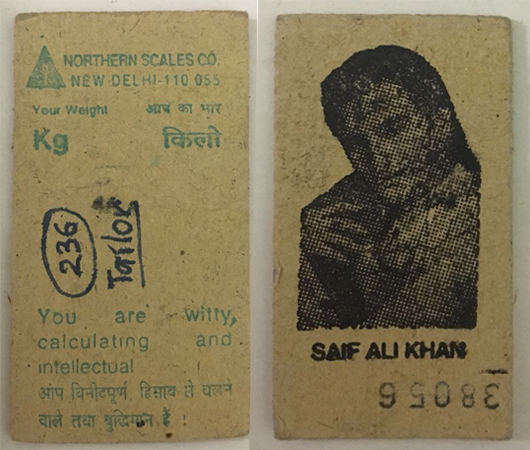 NORTHERN SCALES CO.
NEW DELHI-110 055
Your Weight आप का भार
Kg किलो
236
Tailor
You are witty,
calculating and
intellectual
आप विनोदपूर्ण, हिसाब से चलने
वाले तथा बुद्धिमान हैं :
SAIF ALI KHAN
38056